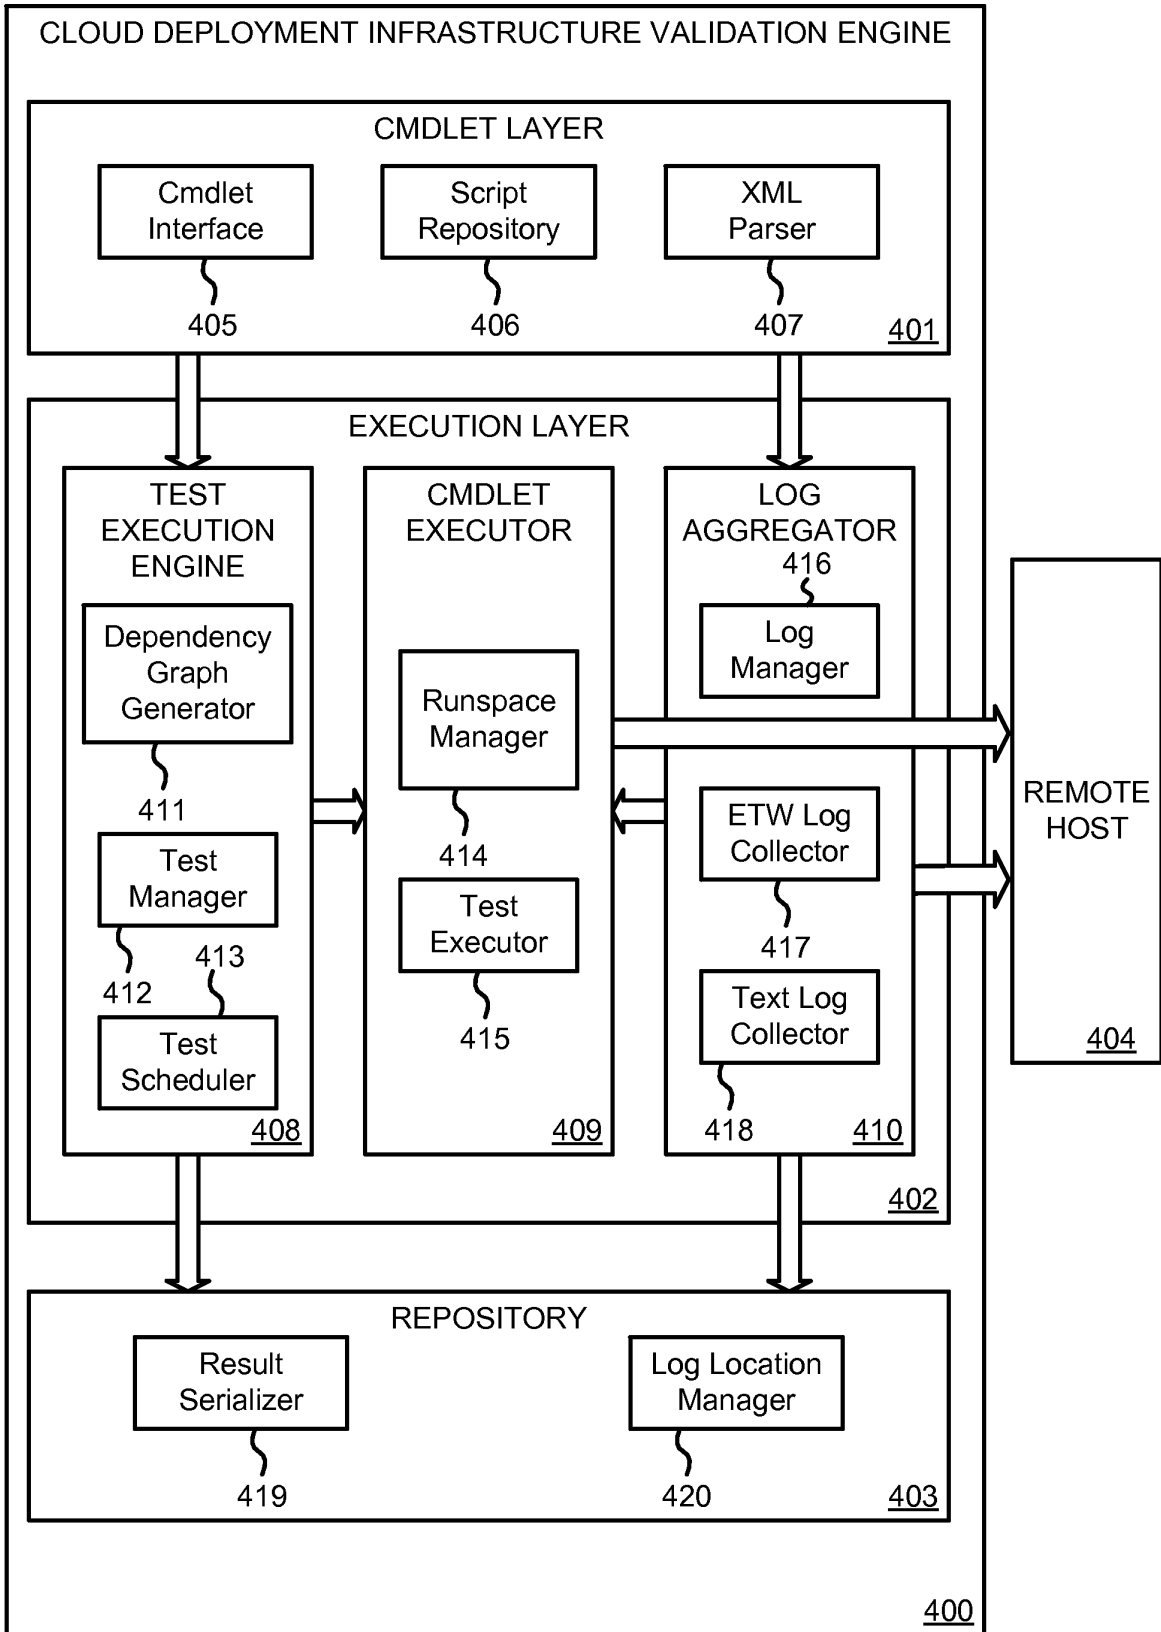 CLOUD DEPLOYMENT INFRASTRUCTURE VALIDATION ENGINE
CMDLET LAYER
Cmdlet
Interface
405
Script
Repository
406
XML
Parser
407
401
EXECUTION LAYER
TEST
EXECUTION
ENGINE
Dependency
Graph
Generator
411
Test
Manager
412
413
Test
Scheduler
408
CMDLET
EXECUTOR
Runspace
Manager
414
Test
Executor
415
409
LOG
AGGREGATOR
416
Log
Manager
ETW Log
Collector
417
Text Log
Collector
418
410
402
REMOTE
HOST
404
REPOSITORY
Result
Serializer
419
Log Location
Manager
420
403
400